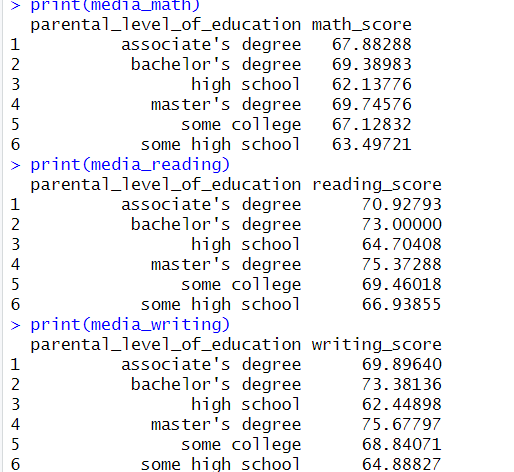 > print(media_math)
parental_level_of_education math_score
1 associate's degree 67.88288
2 bachelor's degree 69.38983
3 high school 62.13776
4 master's degree 69.74576
5 some college 67.12832
6 some high school 63.49721
> print(media_reading)
parental_level_of_education reading_score
1 associate's degree 70.92793
2 bachelor's degree 73.00000
3 high school 64.70408
4 master's degree 75.37288
5 some college 69.46018
6 some high school 66.93855
> print(media_writing)
parental_level_of_education writing_score
1 associate's degree 69.89640
2 bachelor's degree 73.38136
3 high school 62.44898
4 master's degree 75.67797
5 some college 68.84071
6 some high school 64.88827